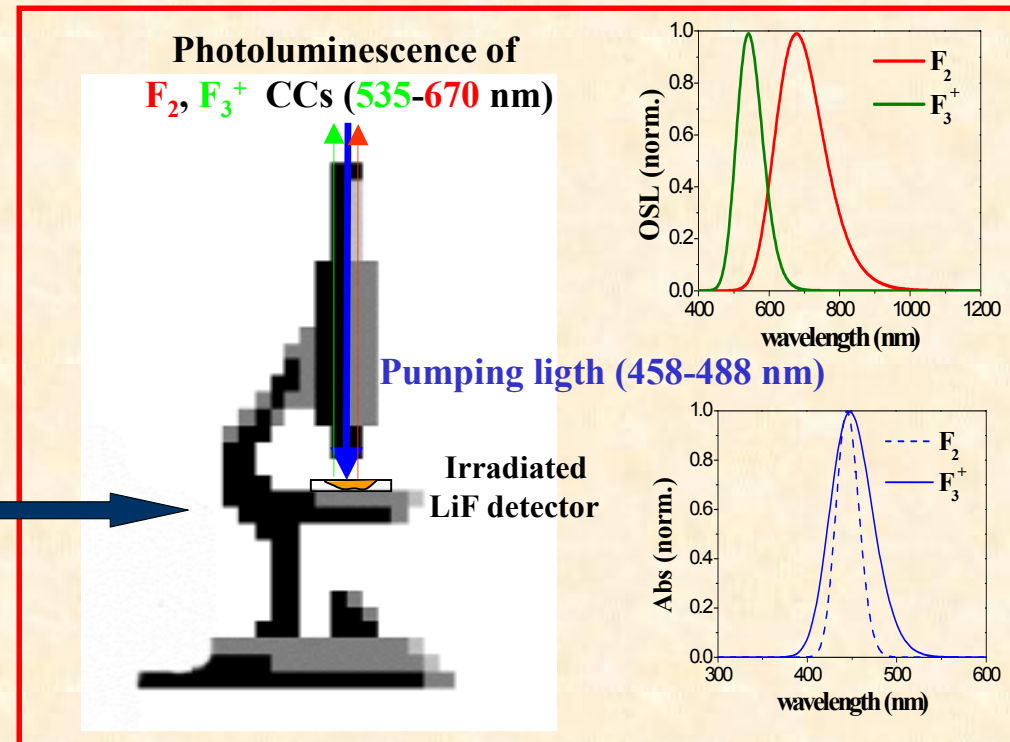 Photoluminescence of
F₂, F₃⁺ CCs (535-670 nm)
Pumping ligth (458-488 nm)
Irradiated
LiF detector
OSL (norm.)
1.0
0.8
0.6
0.4
0.2
0.0
400 600 800 1000 1200
wavelength (nm)
F₂
F₃⁺
Abs (norm.)
1.0
0.8
0.6
0.4
0.2
0.0
300 400 500 600
wavelength (nm)
F₂
F₃⁺